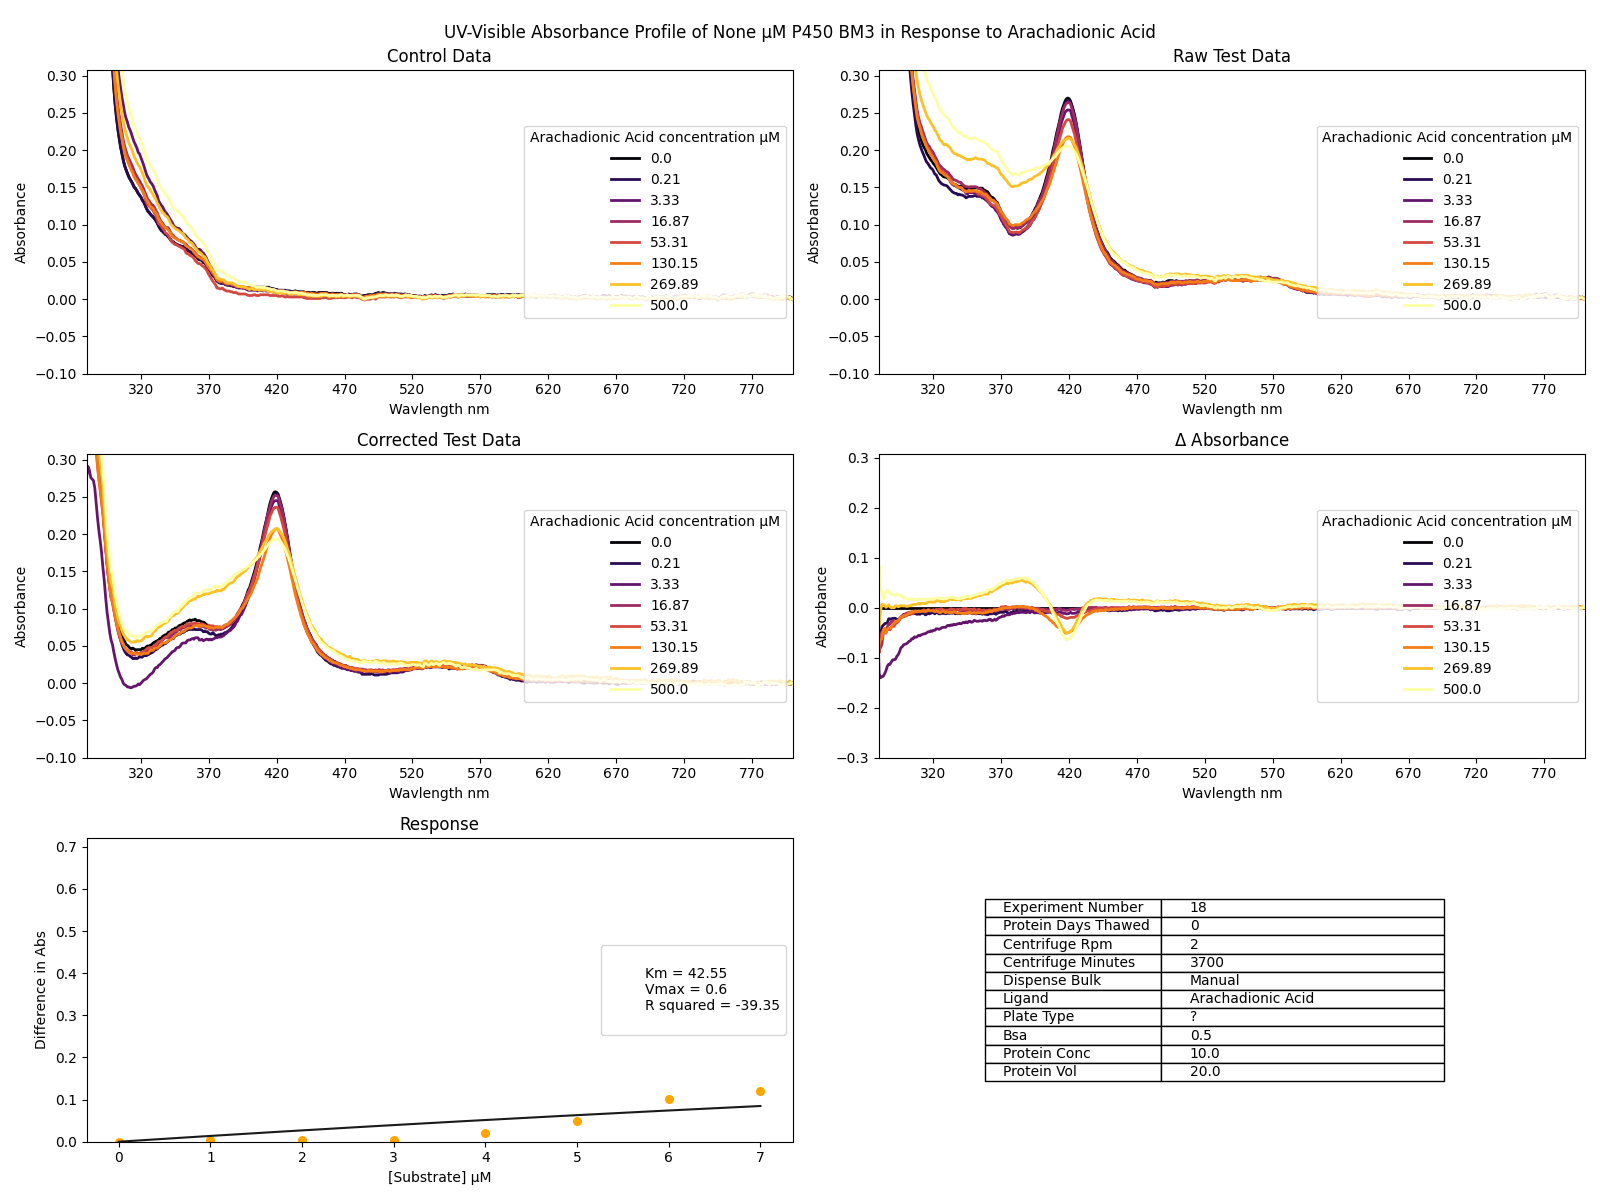 UV-Visible Absorbance Profile of None μM P450 BM3 in Response to Arachadionic Acid
Control Data
0.30
0.25
0.20
0.15
0.10
0.05
0.00
−0.05
−0.10
Absorbance
320 370 420 470 520 570 620 670 720 770
Wavlength nm
Arachadionic Acid concentration μM
0.0
0.21
3.33
16.87
53.31
130.15
269.89
500.0
Raw Test Data
0.30
0.25
0.20
0.15
0.10
0.05
0.00
−0.05
−0.10
Absorbance
320 370 420 470 520 570 620 670 720 770
Wavlength nm
Arachadionic Acid concentration μM
0.0
0.21
3.33
16.87
53.31
130.15
269.89
500.0
Corrected Test Data
0.30
0.25
0.20
0.15
0.10
0.05
0.00
−0.05
−0.10
Absorbance
320 370 420 470 520 570 620 670 720 770
Wavlength nm
Arachadionic Acid concentration μM
0.0
0.21
3.33
16.87
53.31
130.15
269.89
500.0
Δ Absorbance
0.3
0.2
0.1
0.0
−0.1
−0.2
−0.3
Absorbance
320 370 420 470 520 570 620 670 720 770
Wavlength nm
Arachadionic Acid concentration μM
0.0
0.21
3.33
16.87
53.31
130.15
269.89
500.0
Response
0.7
0.6
0.5
0.4
0.3
0.2
0.1
0.0
Difference in Abs
0 1 2 3 4 5 6 7
[Substrate] μM
Km = 42.55
Vmax = 0.6
R squared = -39.35
Experiment Number 18
Protein Days Thawed 0
Centrifuge Rpm 2
Centrifuge Minutes 3700
Dispense Bulk Manual
Ligand Arachadionic Acid
Plate Type ?
Bsa 0.5
Protein Conc 10.0
Protein Vol 20.0